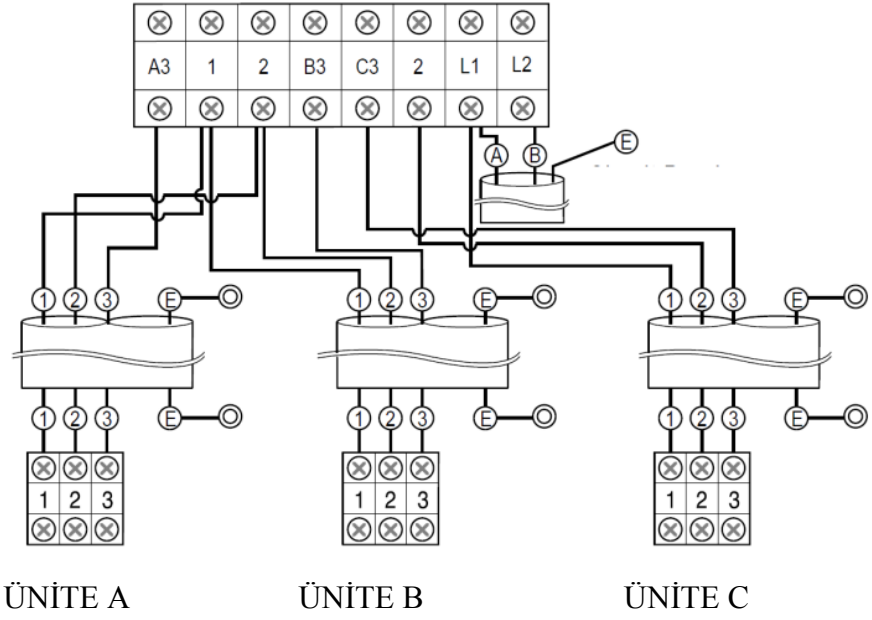 A3 1 2 B3 C3 2 L1 L2
A B E
1 2 3 E 1 2 3 E 1 2 3 E
1 2 3 E 1 2 3 E 1 2 3 E
1 2 3 1 2 3 1 2 3
ÜNİTE A ÜNİTE B ÜNİTE C